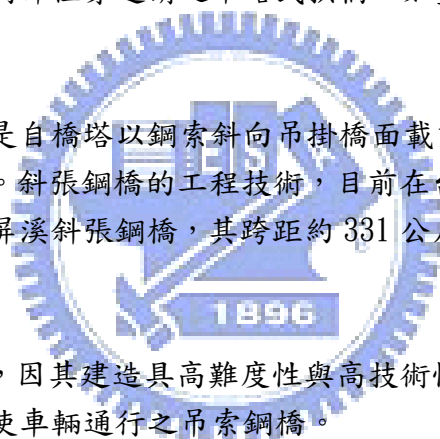 是自橋塔以鋼索斜向吊掛橋面載
。斜張鋼橋的工程技術，目前在
屏溪斜張鋼橋，其跨距約 331 公
1896
，因其建造具高難度性與高技術
使車輛通行之吊索鋼橋。